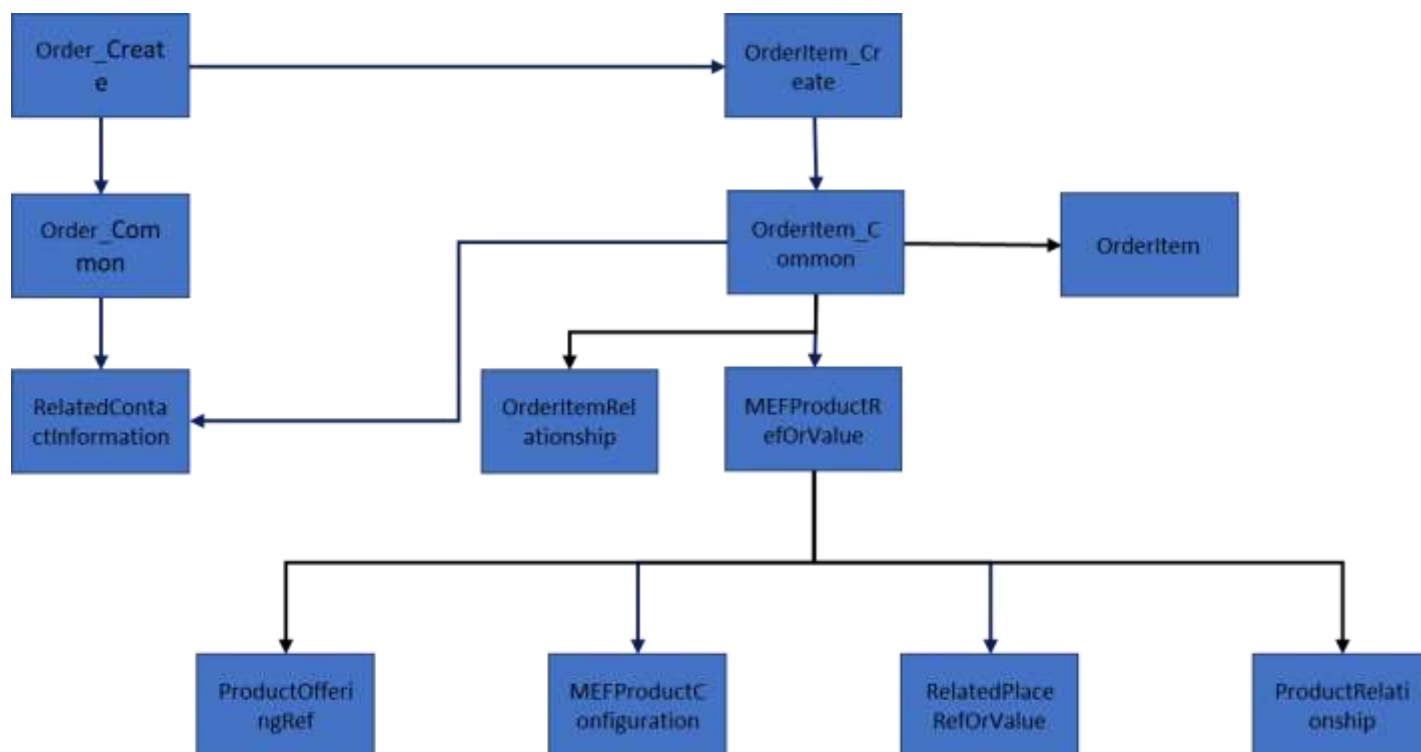 Order_Creat
e
OrderItem_Cr
eate
Order_Com
mon
OrderItem_C
ommon
OrderItem
RelatedConta
ctInformation
OrderItemRel
ationship
MEFProductR
efOrValue
ProductOfferi
ngRef
MEFProductC
onfiguration
RelatedPlace
RefOrValue
ProductRelati
onship